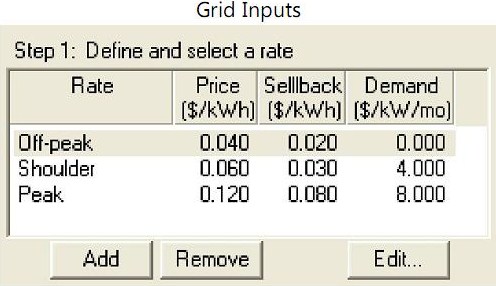 Grid Inputs
Step 1: Define and select a rate
Rate Price Selllback Demand
($/kWh) ($/kWh) ($/kW/mo)
Off-peak 0.040 0.020 0.000
Shoulder 0.060 0.030 4.000
Peak 0.120 0.080 8.000
Add Remove Edit...